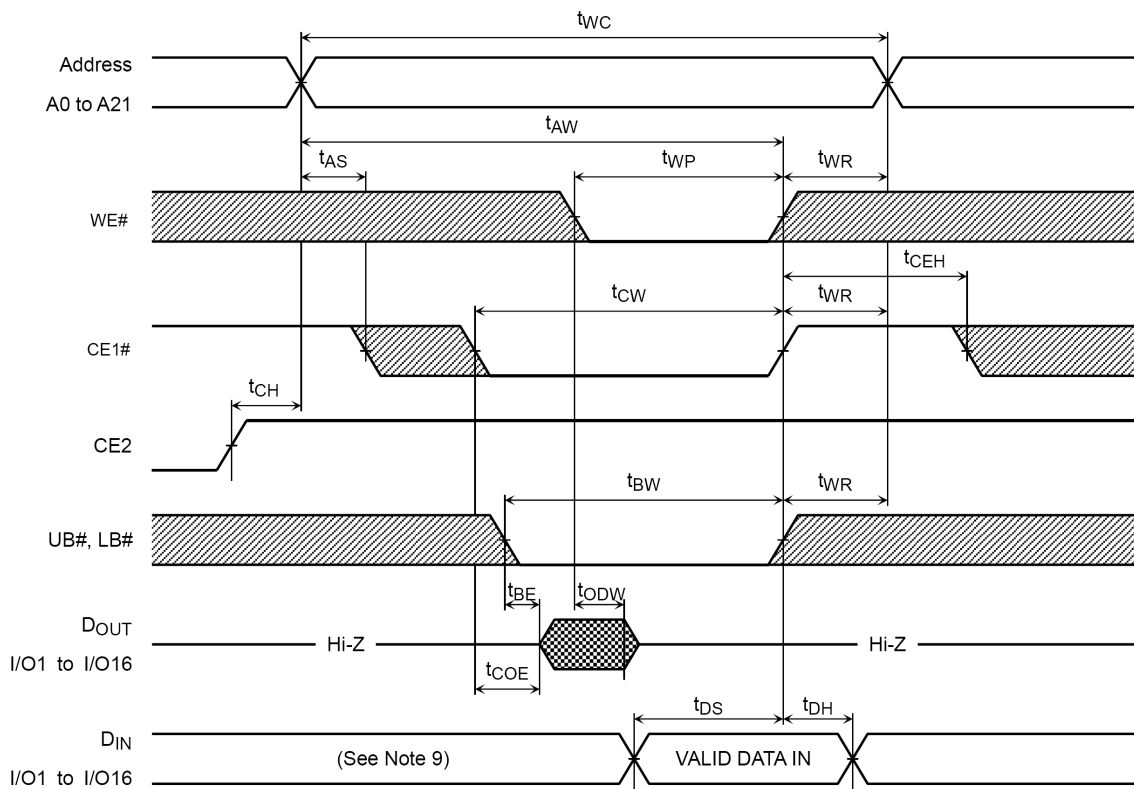 tWC
Address
A0 to A21
tAW
tAS
tWP
tWR
WE#
tCEH
tCW
tWR
CE1#
tCH
CE2
tBW
tWR
UB#, LB#
tBE
tODW
DOUT
Hi-Z
Hi-Z
I/O1 to I/O16
tCOE
tDS
tDH
DIN
(See Note 9)
VALID DATA IN
I/O1 to I/O16